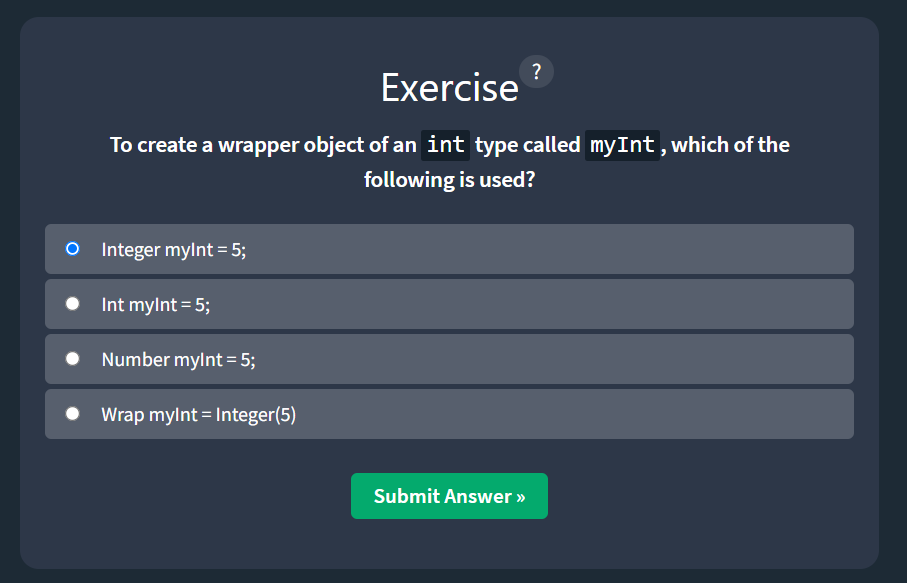 Exercise ?
To create a wrapper object of an int type called myInt, which of the
following is used?
Integer myInt = 5;
Int myInt = 5;
Number myInt = 5;
Wrap myInt = Integer(5)
Submit Answer »